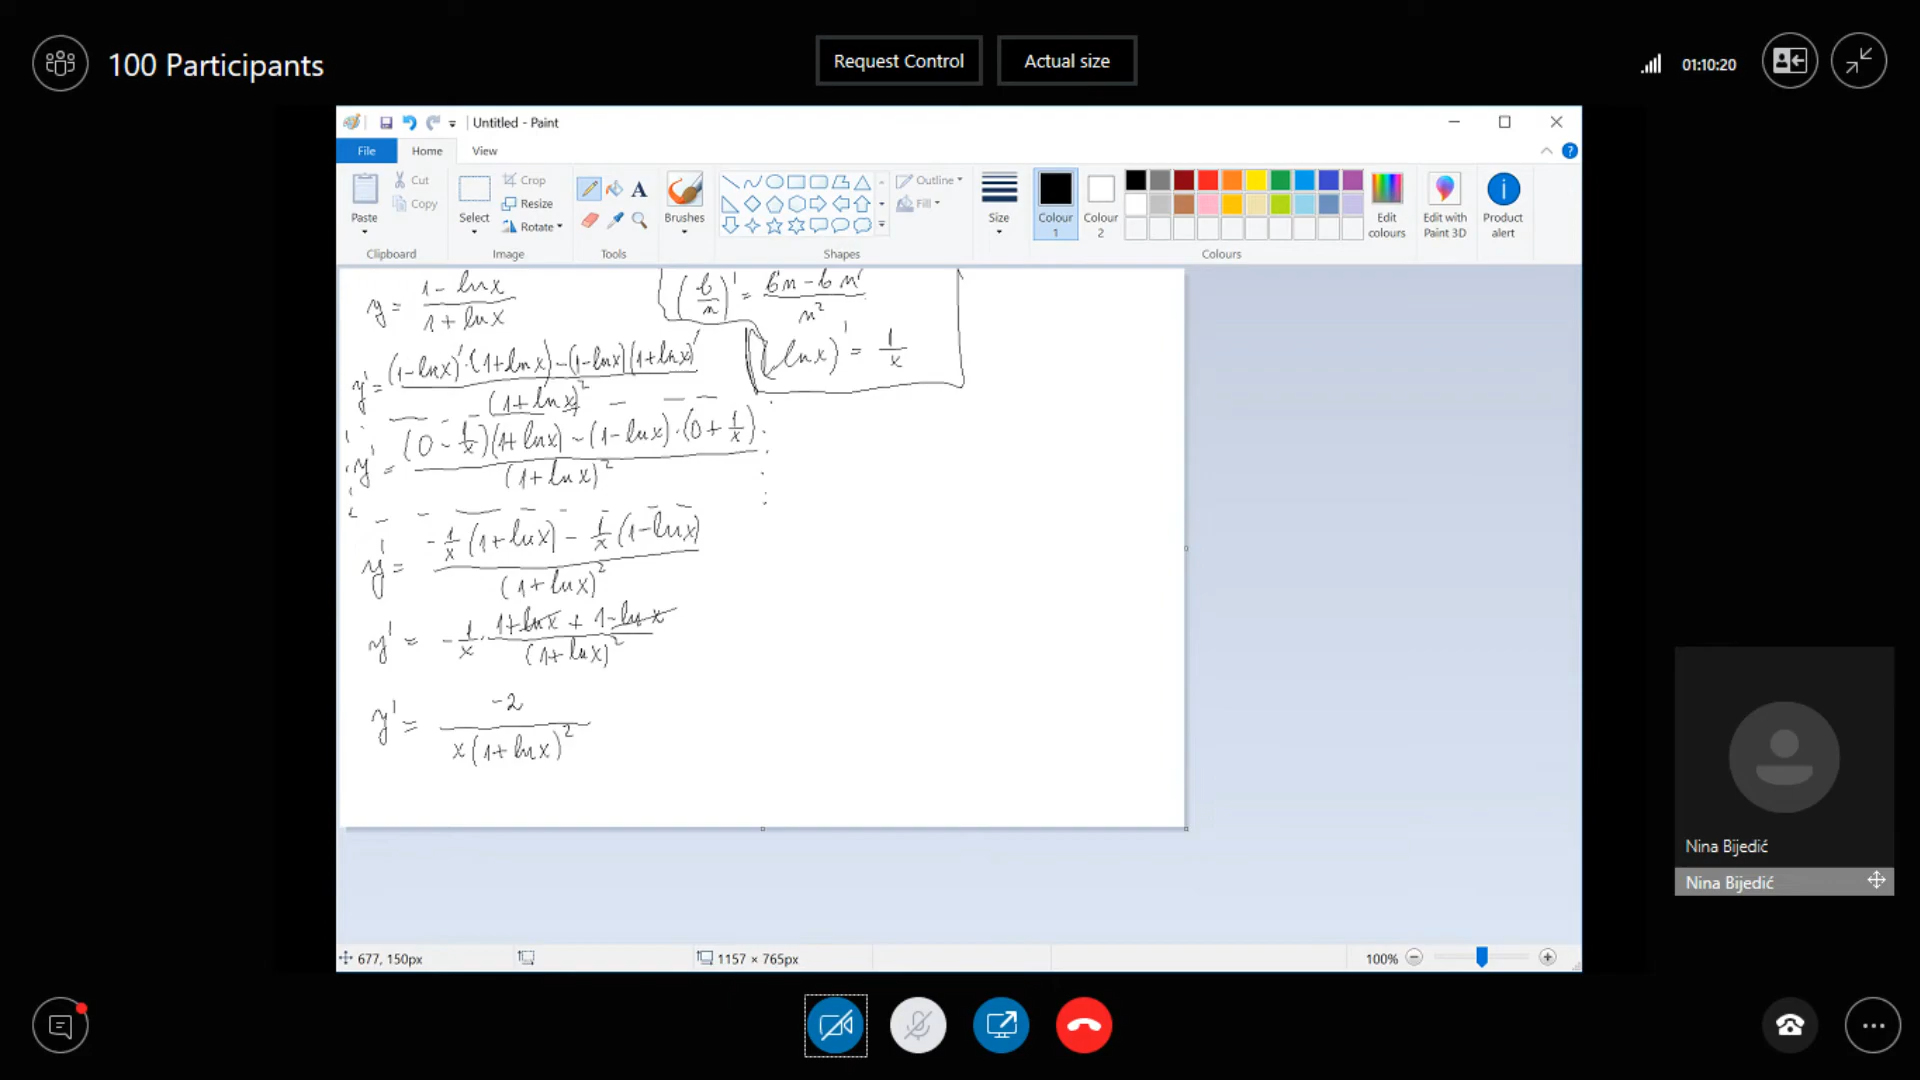 100 Participants
Request Control
Actual size
01:10:20
Untitled - Paint
File
Home
View
Paste
Cut
Copy
Clipboard
Select
Crop
Resize
Rotate
Image
Tools
Brushes
Shapes
Outline
Fill
Size
Colour 1
Colour 2
Edit colours
Edit with Paint 3D
Product alert
Colours
y = (1 - ln x)/(1 + ln x)
(b/n)' = (b'n - b n')/n²
(ln x)' = 1/x
y' = ((1-ln x)'·(1+ln x) - (1-ln x)(1+ln x)')/(1+ln x)²
y' = ((0 - 1/x)(1+ln x) - (1-ln x)·(0 + 1/x))/(1+ln x)²
y' = (-1/x (1+ln x) - 1/x (1-ln x))/(1+ln x)²
y' = -1/x · (1+ln x + 1-ln x)/(1+ln x)²
y' = -2/(x(1+ln x)²)
Nina Bijedić
Nina Bijedić
677, 150px
1157 × 765px
100%